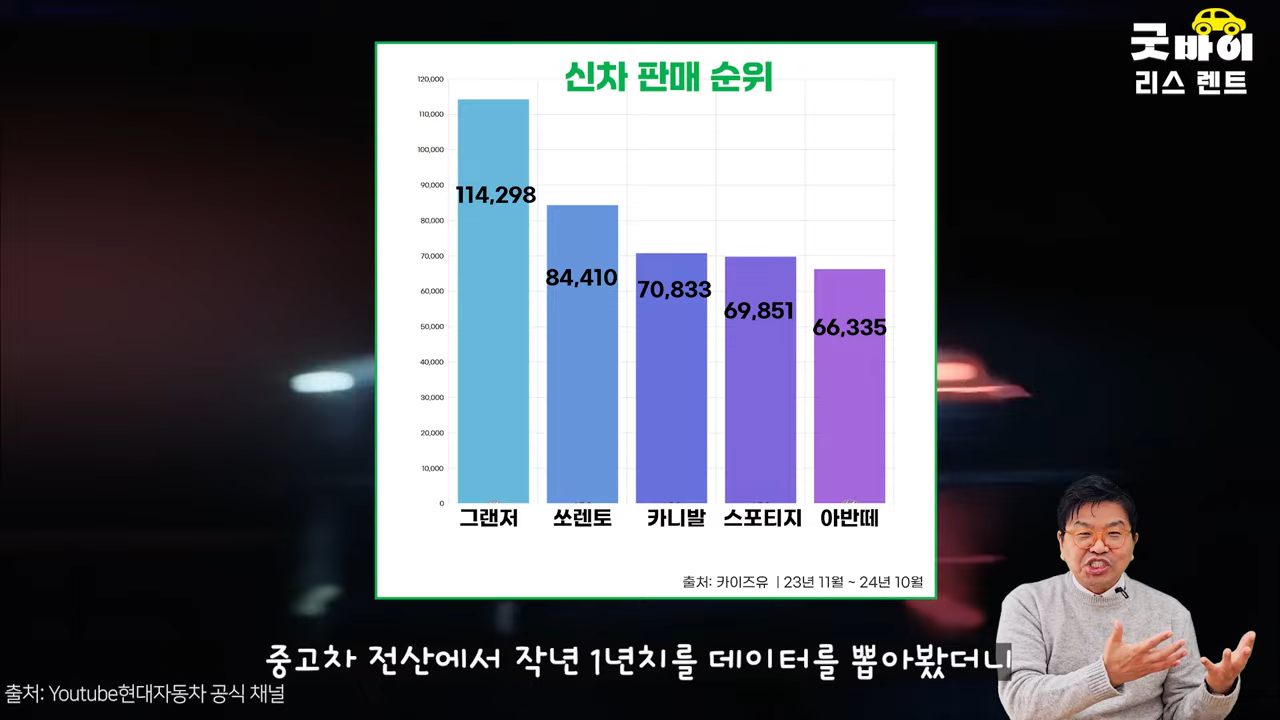 굿바이
리스 렌트
신차 판매 순위
120,000
110,000
100,000
90,000
80,000
70,000
60,000
50,000
40,000
30,000
20,000
10,000
0
114,298
84,410
70,833
69,851
66,335
그랜저 쏘렌토 카니발 스포티지 아반떼
출처: 카이즈유 | 23년 11월 ~ 24년 10월
중고차 전산에서 작년 1년치를 데이터를 뽑아봤더니
출처: Youtube현대자동차 공식 채널